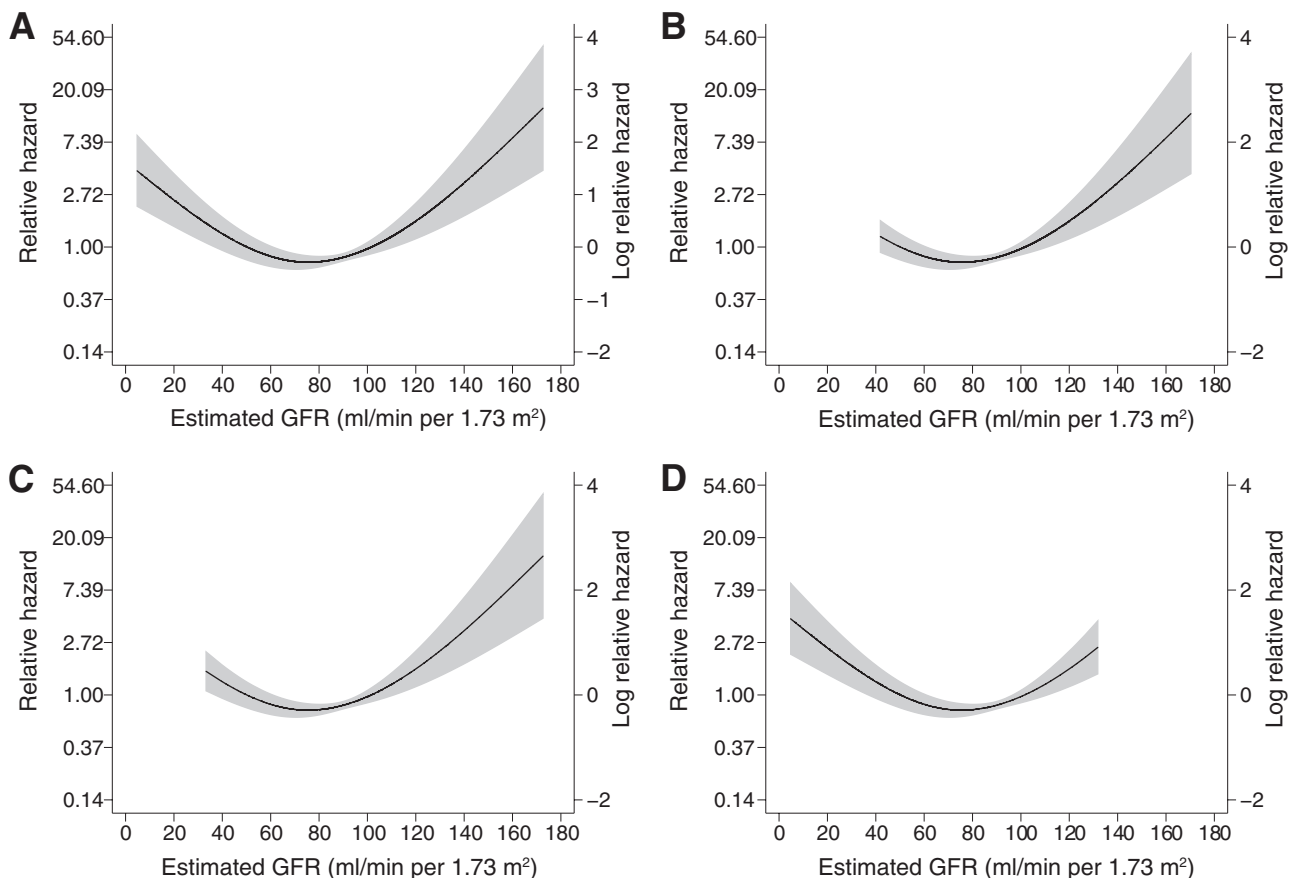 A
Relative hazard
54.60
20.09
7.39
2.72
1.00
0.37
0.14
4
3
2
1
0
−1
−2
Log relative hazard
0 20 40 60 80 100 120 140 160 180
Estimated GFR (ml/min per 1.73 m²)
B
Relative hazard
54.60
20.09
7.39
2.72
1.00
0.37
0.14
4
2
0
−2
Log relative hazard
0 20 40 60 80 100 120 140 160 180
Estimated GFR (ml/min per 1.73 m²)
C
Relative hazard
54.60
20.09
7.39
2.72
1.00
0.37
0.14
4
2
0
−2
Log relative hazard
0 20 40 60 80 100 120 140 160 180
Estimated GFR (ml/min per 1.73 m²)
D
Relative hazard
54.60
20.09
7.39
2.72
1.00
0.37
0.14
4
2
0
−2
Log relative hazard
0 20 40 60 80 100 120 140 160 180
Estimated GFR (ml/min per 1.73 m²)